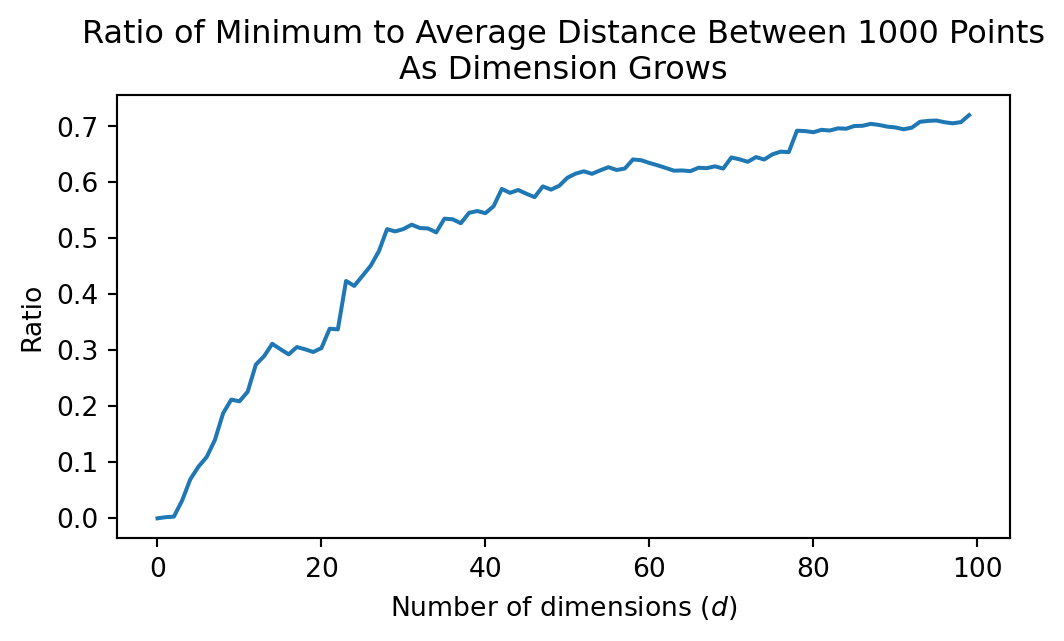 Ratio of Minimum to Average Distance Between 1000 Points
As Dimension Grows
0.7
0.6
0.5
0.4
0.3
0.2
0.1
0.0
Ratio
0 20 40 60 80 100
Number of dimensions (d)